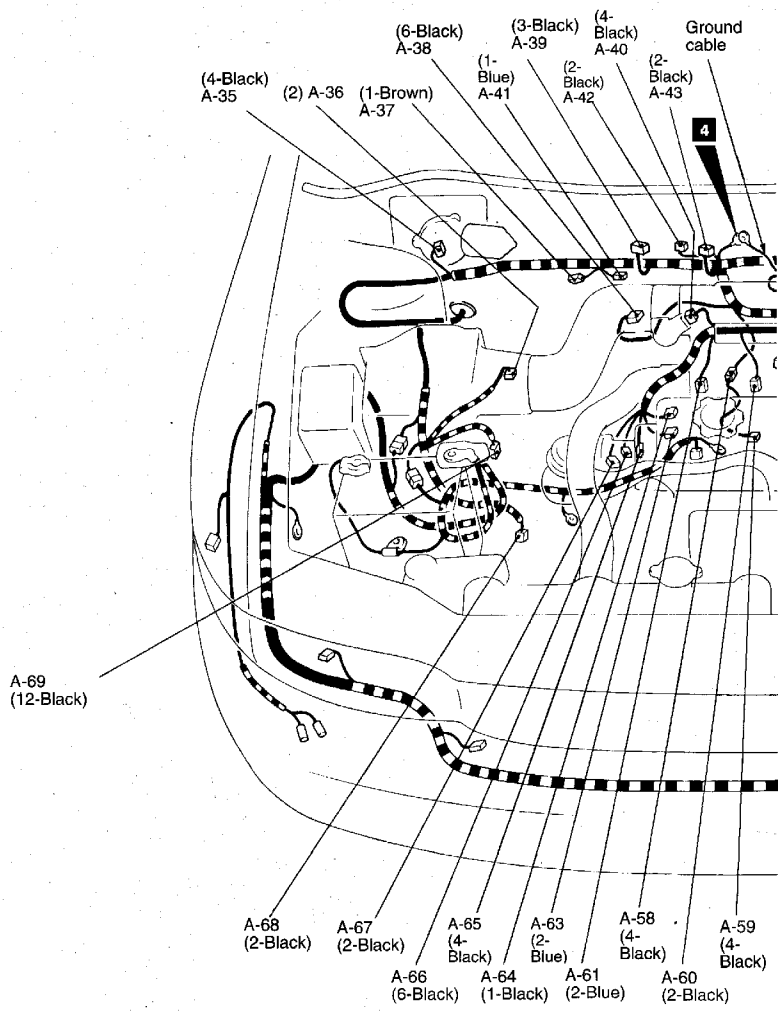 (6-Black)
A-38
(3-Black)
A-39
(4-
Black)
A-40
Ground
cable
(4-Black)
A-35
(2) A-36
(1-Brown)
A-37
(1-
Blue)
A-41
(2-
Black)
A-42
(2-
Black)
A-43
4
A-69
(12-Black)
A-68
(2-Black)
A-67
(2-Black)
A-65
(4-
Black)
A-63
(2-
Blue)
A-58
(4-
Black)
A-59
(4-
Black)
A-66
(6-Black)
A-64
(1-Black)
A-61
(2-Blue)
A-60
(2-Black)